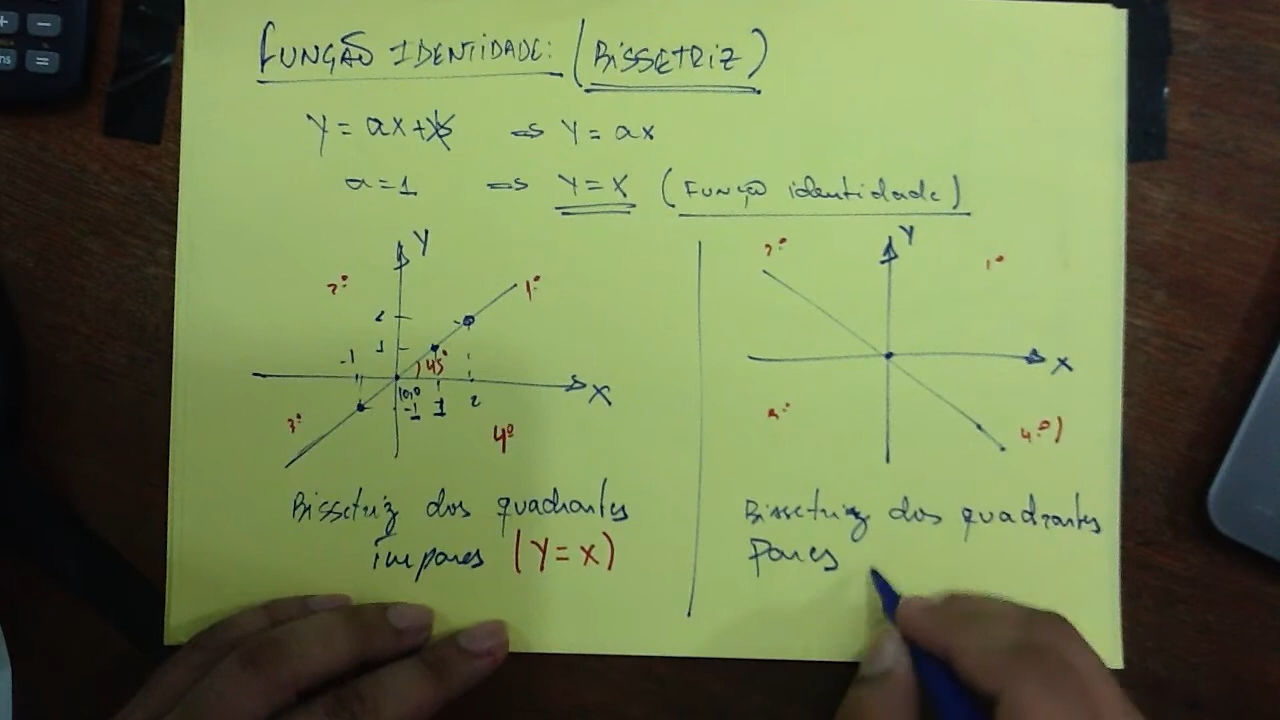 FUNÇÃO IDENTIDADE: (BISSETRIZ)
y = ax + b ⇒ y = ax
a = 1 ⇒ y = x (Função identidade)
y
2º
1º
2
1
-1
45º
(0,0
-1
1
2
x
3º
4º
Bissetriz dos quadrantes
ímpares (y = x)
y
2º
1º
x
3º
4º)
Bissetriz dos quadrantes
Pares
=